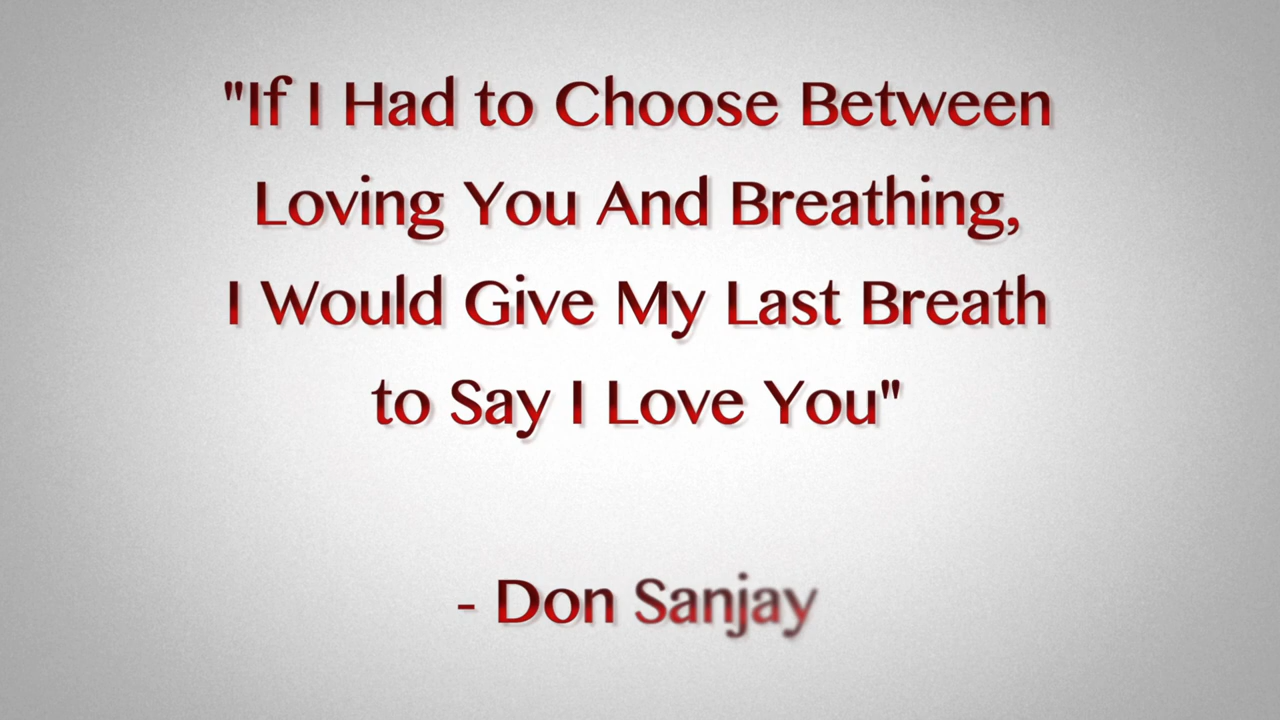 "If I Had to Choose Between
Loving You And Breathing,
I Would Give My Last Breath
to Say I Love You"
- Don Sanjay